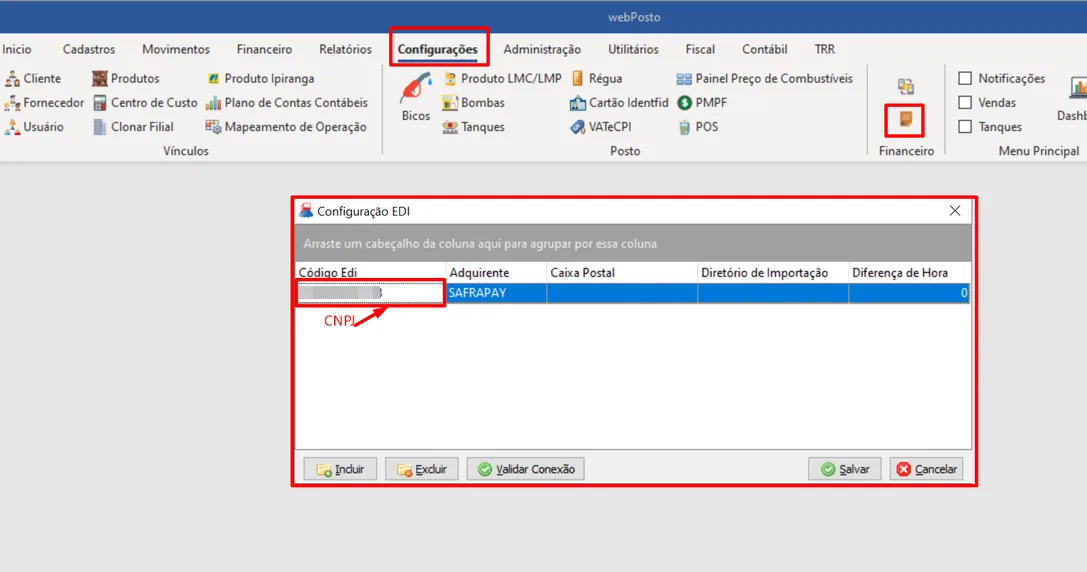 webPosto
Inicio Cadastros Movimentos Financeiro Relatórios Configurações Administração Utilitários Fiscal Contábil TRR
Cliente Produtos Produto Ipiranga Produto LMC/LMP Régua Painel Preço de Combustíveis Notificações
Fornecedor Centro de Custo Plano de Contas Contábeis Bicos Bombas Cartão Identfid PMPF Vendas Dashb
Usuário Clonar Filial Mapeamento de Operação Tanques VATeCPI POS Tanques
Vínculos Posto Financeiro Menu Principal
Configuração EDI
Arraste um cabeçalho da coluna aqui para agrupar por essa coluna
Código Edi Adquirente Caixa Postal Diretório de Importação Diferença de Hora
SAFRAPAY 0
CNPJ
Incluir Excluir Validar Conexão Salvar Cancelar